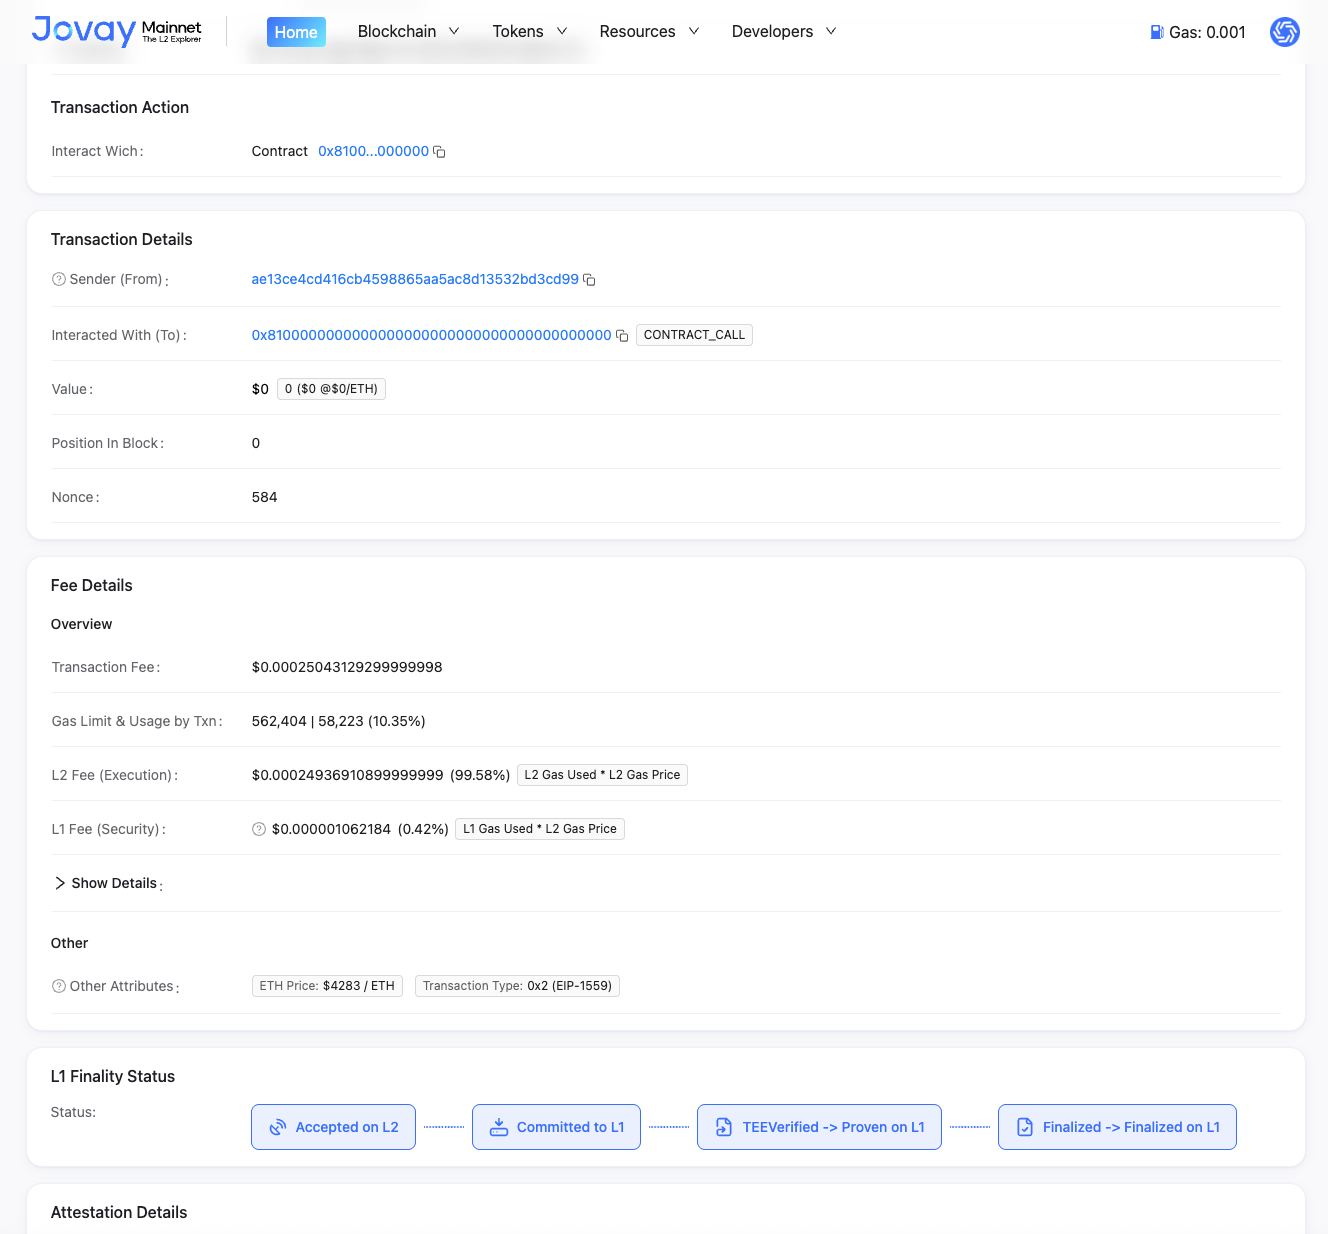 Jovay Mainnet The L2 Explorer
Home Blockchain Tokens Resources Developers Gas: 0.001
Transaction Action
Interact Wich: Contract 0x8100...000000
Transaction Details
Sender (From): ae13ce4cd416cb4598865aa5ac8d13532bd3cd99
Interacted With (To): 0x8100000000000000000000000000000000000000 CONTRACT_CALL
Value: $0 0 ($0 @$0/ETH)
Position In Block: 0
Nonce: 584
Fee Details
Overview
Transaction Fee: $0.00025043129299999998
Gas Limit & Usage by Txn: 562,404 | 58,223 (10.35%)
L2 Fee (Execution): $0.00024936910899999999 (99.58%) L2 Gas Used * L2 Gas Price
L1 Fee (Security): $0.000001062184 (0.42%) L1 Gas Used * L2 Gas Price
Show Details:
Other
Other Attributes: ETH Price: $4283 / ETH Transaction Type: 0x2 (EIP-1559)
L1 Finality Status
Status: Accepted on L2 Committed to L1 TEEVerified -> Proven on L1 Finalized -> Finalized on L1
Attestation Details